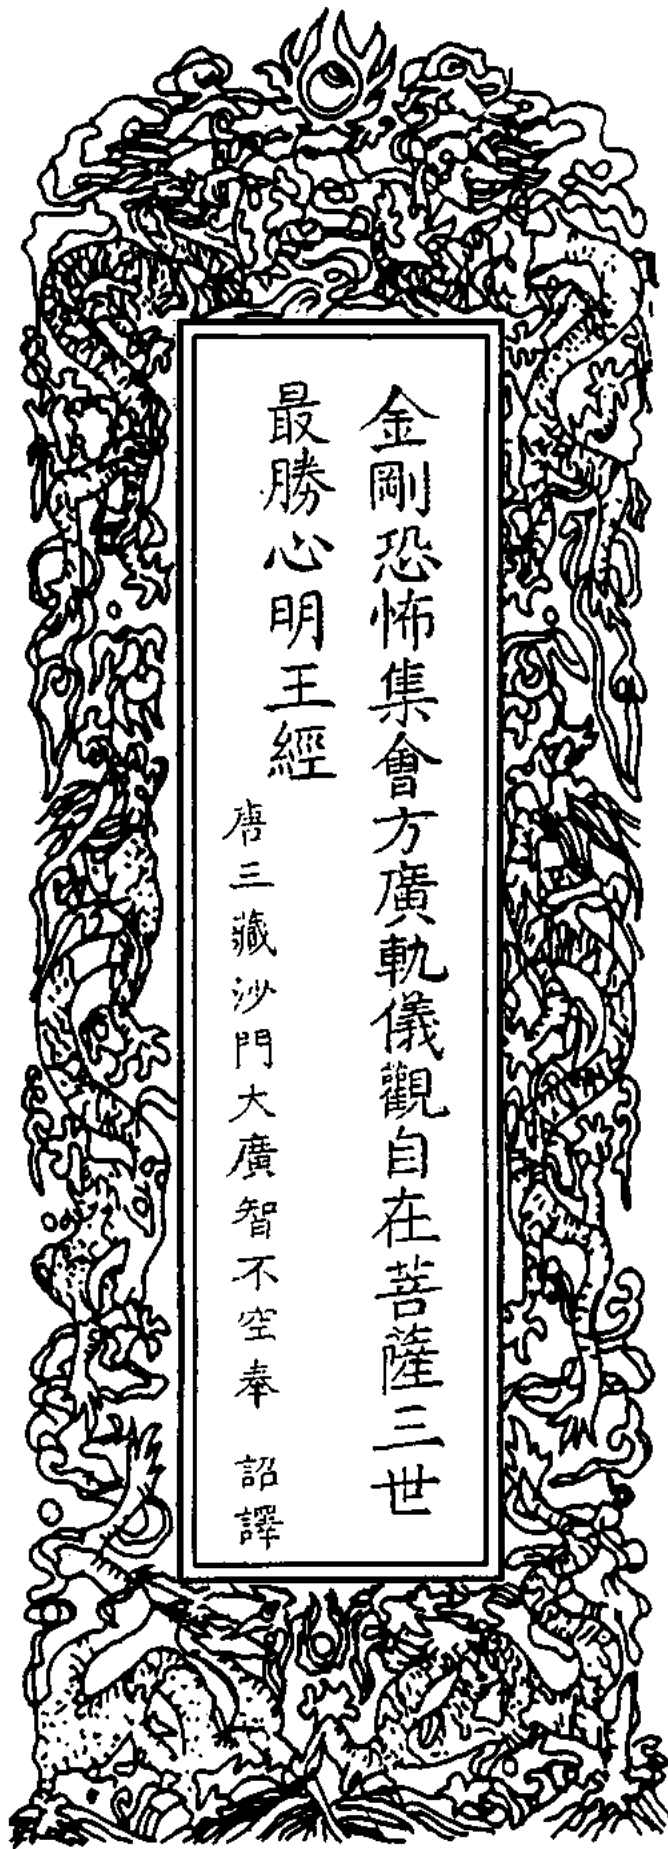 金剛恐怖集會方廣軌儀觀自在菩薩三世
最勝心明王經
唐三藏沙門大廣智不空奉 詔譯